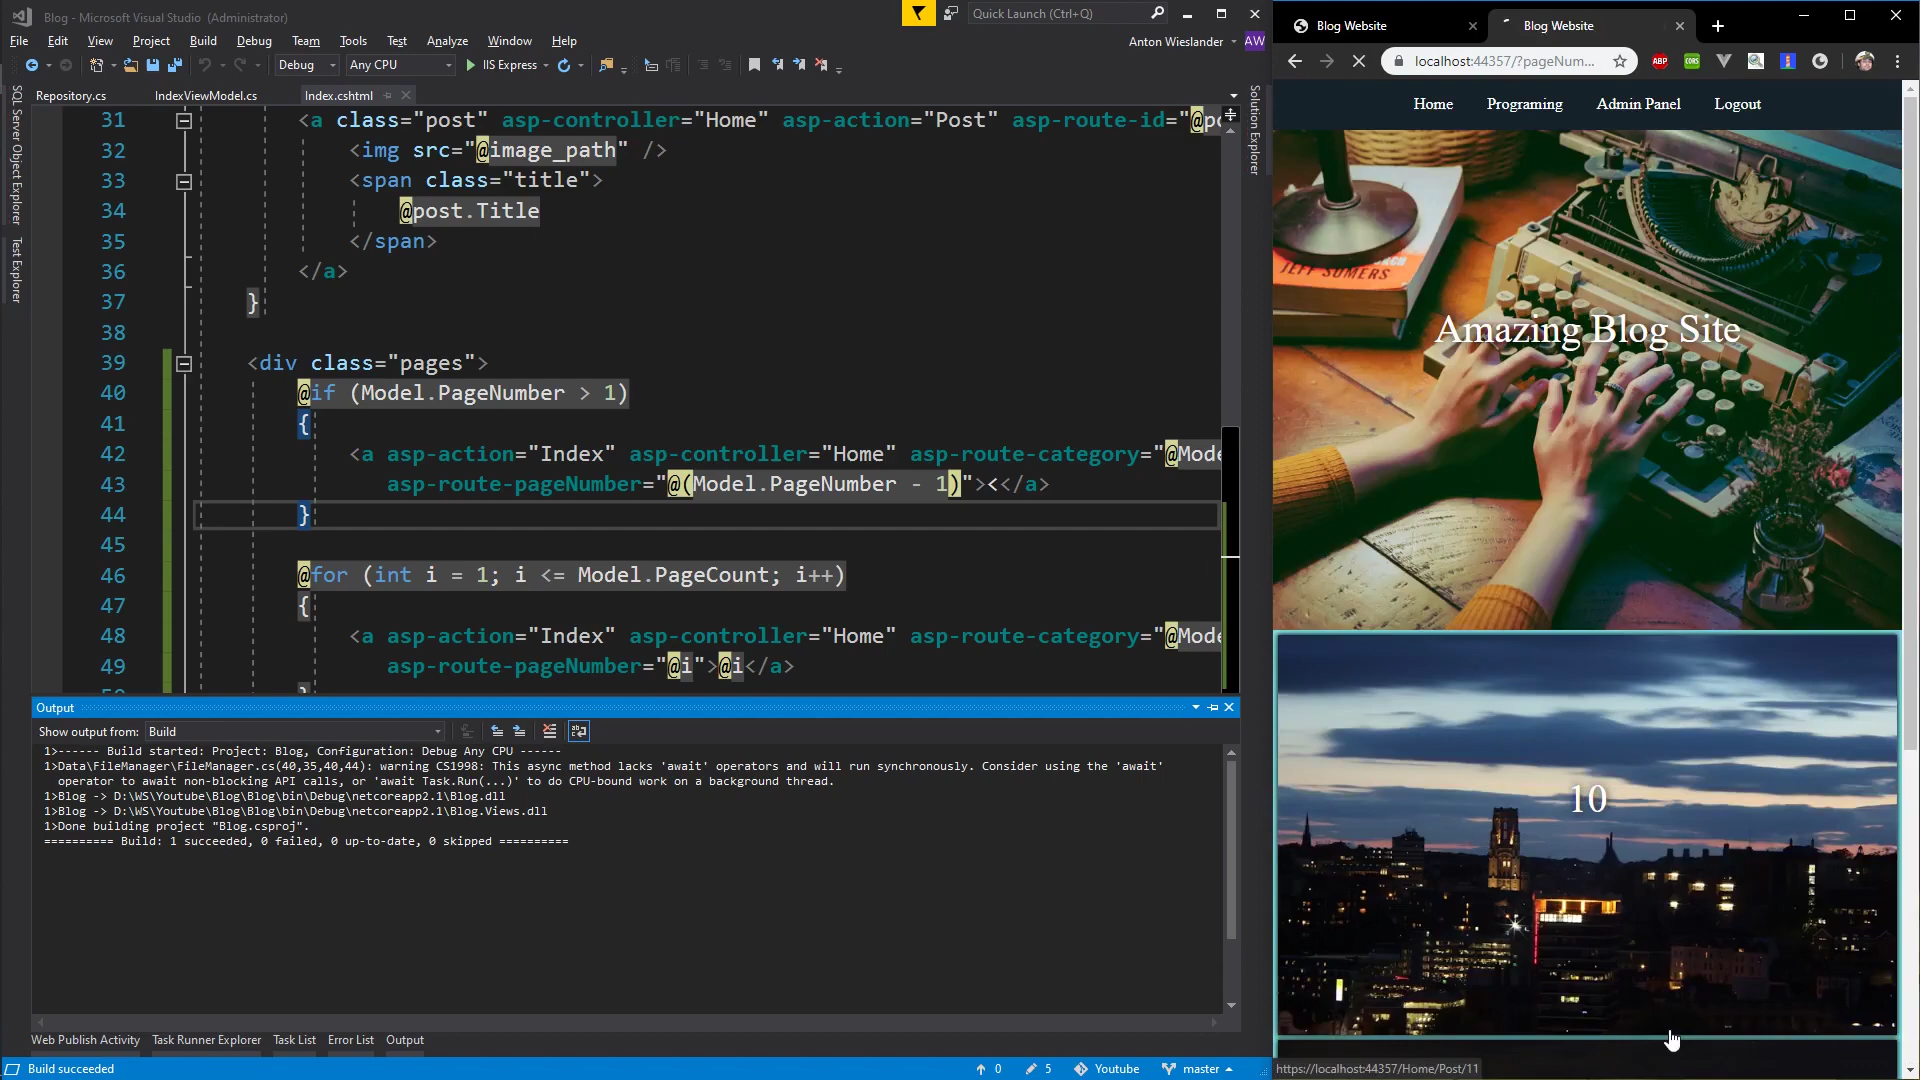 Blog - Microsoft Visual Studio (Administrator)
Quick Launch (Ctrl+Q)
File Edit View Project Build Debug Team Tools Test Analyze Window Help
Anton Wieslander AW
Debug Any CPU IIS Express
Repository.cs IndexViewModel.cs Index.cshtml
SQL Server Object Explorer
Test Explorer
Solution Explorer
31 <a class="post" asp-controller="Home" asp-action="Post" asp-route-id="@po
32 <img src="@image_path" />
33 <span class="title">
34 @post.Title
35 </span>
36 </a>
37 }
38
39 <div class="pages">
40 @if (Model.PageNumber > 1)
41 {
42 <a asp-action="Index" asp-controller="Home" asp-route-category="@Mode
43 asp-route-pageNumber="@(Model.PageNumber - 1)"><</a>
44 }
45
46 @for (int i = 1; i <= Model.PageCount; i++)
47 {
48 <a asp-action="Index" asp-controller="Home" asp-route-category="@Mode
49 asp-route-pageNumber="@i">@i</a>
Output
Show output from: Build
1>------ Build started: Project: Blog, Configuration: Debug Any CPU ------
1>Data\FileManager\FileManager.cs(40,35,40,44): warning CS1998: This async method lacks 'await' operators and will run synchronously. Consider using the 'await'
operator to await non-blocking API calls, or 'await Task.Run(...)' to do CPU-bound work on a background thread.
1>Blog -> D:\WS\Youtube\Blog\Blog\bin\Debug\netcoreapp2.1\Blog.dll
1>Blog -> D:\WS\Youtube\Blog\Blog\bin\Debug\netcoreapp2.1\Blog.Views.dll
1>Done building project "Blog.csproj".
========== Build: 1 succeeded, 0 failed, 0 up-to-date, 0 skipped ==========
Web Publish Activity Task Runner Explorer Task List Error List Output
Build succeeded 0 5 Youtube master
Blog Website Blog Website
localhost:44357/?pageNum...
ABP CORS
Home Programing Admin Panel Logout
JEFF SOMERS
Amazing Blog Site
10
https://localhost:44357/Home/Post/11